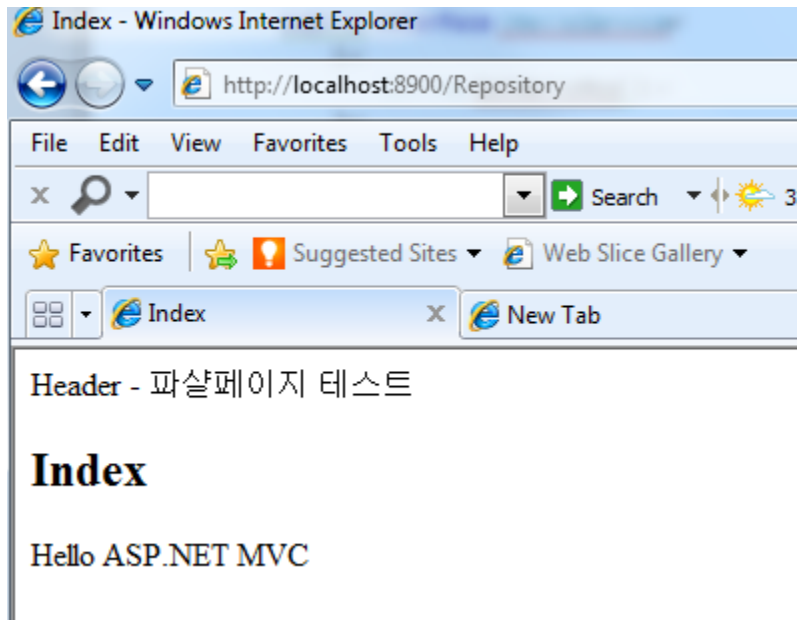 Index - Windows Internet Explorer
http://localhost:8900/Repository
File Edit View Favorites Tools Help
x Search 3
Favorites Suggested Sites Web Slice Gallery
Index x New Tab
Header - 파샬페이지 테스트
Index
Hello ASP.NET MVC